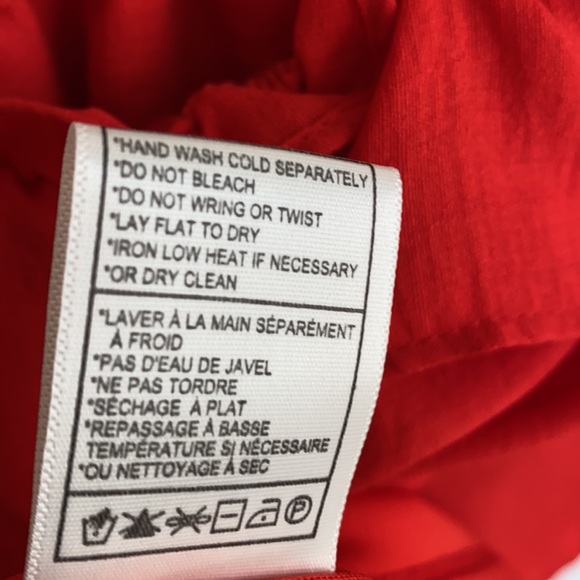 *HAND WASH COLD SEPARATELY
*DO NOT BLEACH
*DO NOT WRING OR TWIST
*LAY FLAT TO DRY
*IRON LOW HEAT IF NECESSARY
*OR DRY CLEAN
*LAVER À LA MAIN SÉPARÉMENT
À FROID
*PAS D'EAU DE JAVEL
*NE PAS TORDRE
*SÉCHAGE À PLAT
*REPASSAGE À BASSE
TEMPÉRATURE SI NÉCESSAIRE
*OU NETTOYAGE À SEC
P